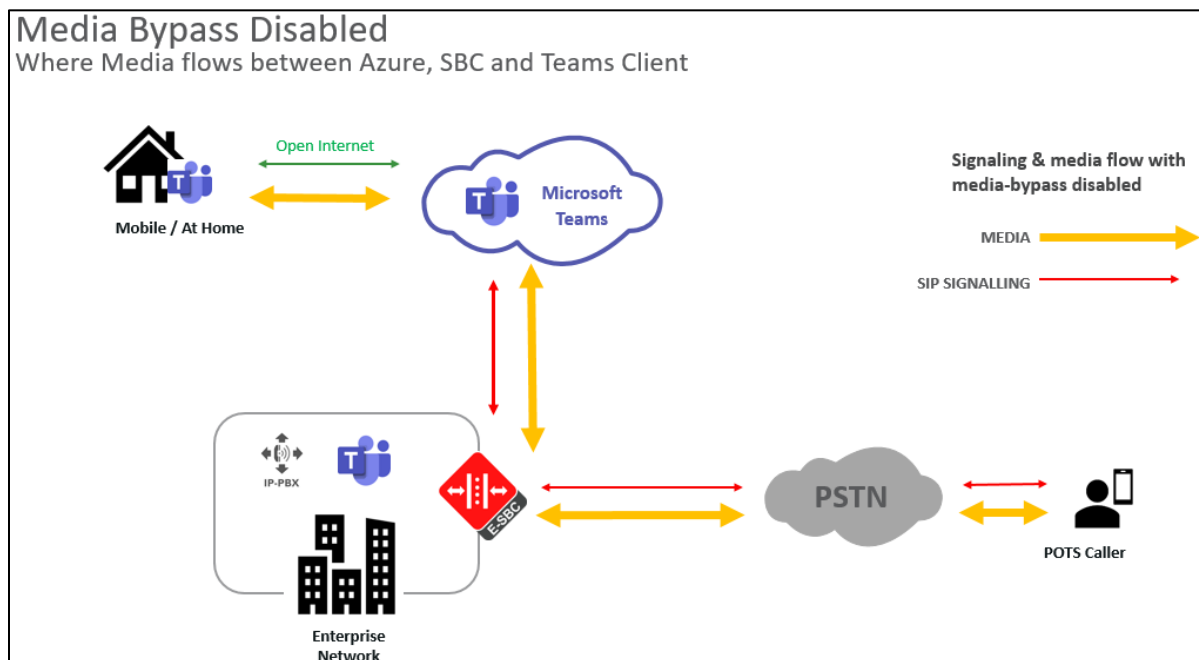 Media Bypass Disabled
Where Media flows between Azure, SBC and Teams Client
Open Internet
T
Mobile / At Home
T
Microsoft
Teams
Signaling & media flow with
media-bypass disabled
MEDIA
SIP SIGNALLING
IP-PBX
T
E-SBC
PSTN
POTS Caller
Enterprise
Network